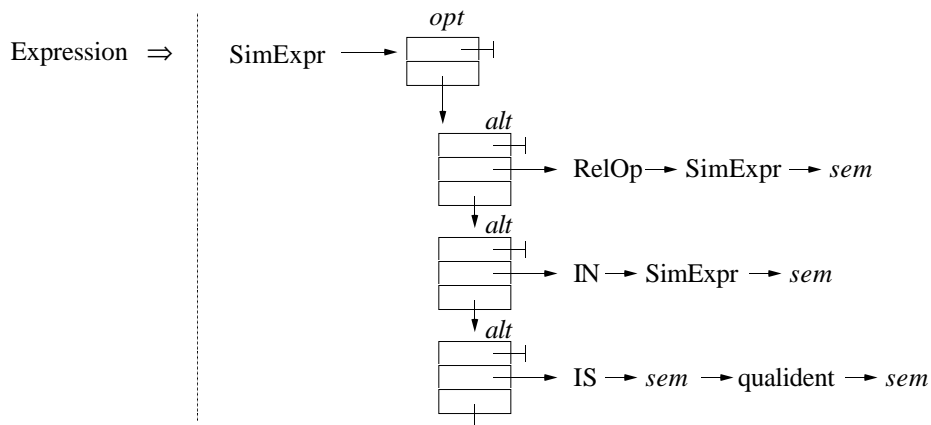 opt
Expression ⇒ SimExpr
alt
RelOp SimExpr sem
alt
IN SimExpr sem
alt
IS sem qualident sem